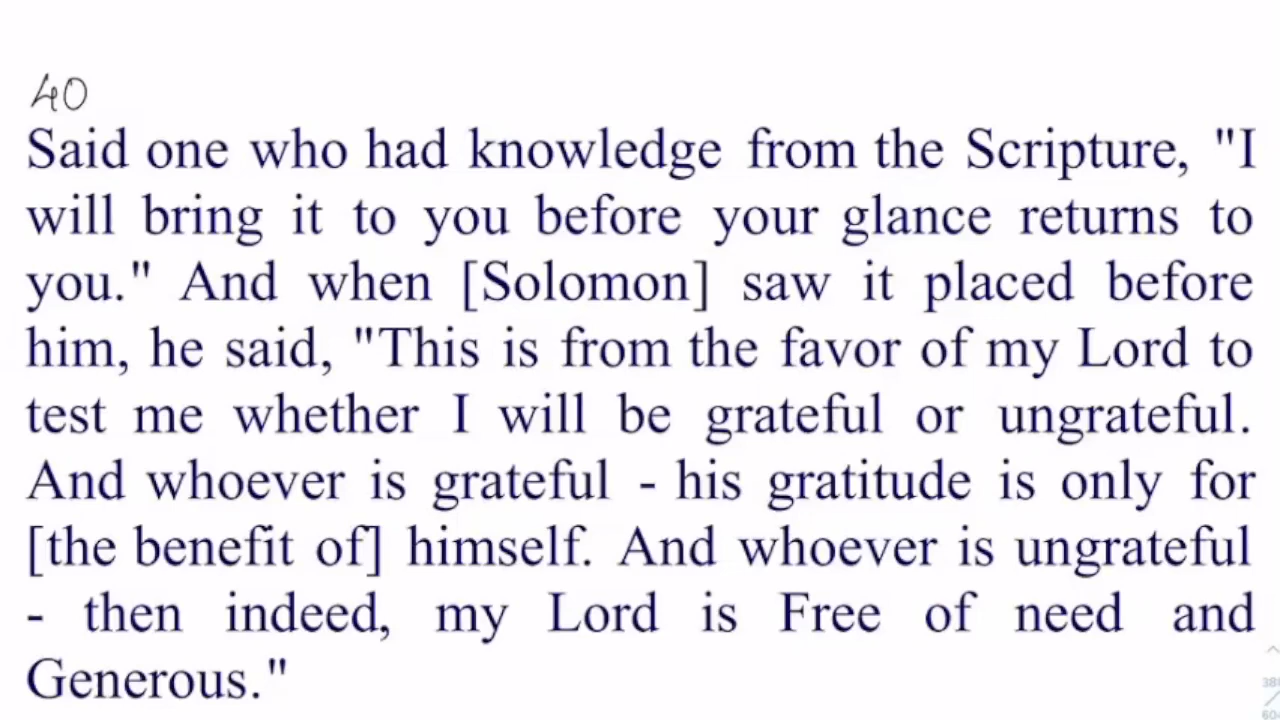 40
Said one who had knowledge from the Scripture, "I
will bring it to you before your glance returns to
you." And when [Solomon] saw it placed before
him, he said, "This is from the favor of my Lord to
test me whether I will be grateful or ungrateful.
And whoever is grateful - his gratitude is only for
[the benefit of] himself. And whoever is ungrateful
- then indeed, my Lord is Free of need and
Generous."